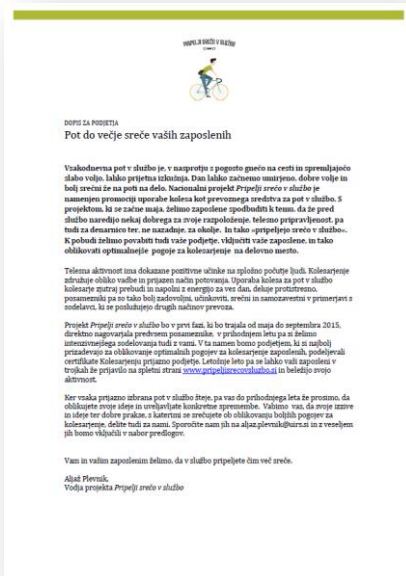 PRIPELJI SREČO V SLUŽBO
DOPIS ZA PODJETJA
Pot do večje sreče vaših zaposlenih
Vsakodnevna pot v službo je, v nasprotju s pogosto gnečo na cesti in spremljajočo
slabo voljo, lahko prijetna izkušnja. Dan lahko začnemo umirjeno, dobre volje in
bolj srečni že na poti na delo. Nacionalni projekt Pripelji srečo v službo je
namenjen promociji uporabe kolesa kot prevoznega sredstva za pot v službo. S
projektom, ki se začne maja, želimo zaposlene spodbuditi k temu, da že pred
službo naredijo nekaj dobrega za svoje razpoloženje, telesno pripravljenost, pa
tudi za denarnico ter, ne nazadnje, za okolje. In tako »pripeljejo srečo v službo«.
K pobudi želimo povabiti tudi vaše podjetje, vključiti vaše zaposlene, in tako
oblikovati optimalnejše pogoje za kolesarjenje na delovno mesto.
Telesna aktivnost ima dokazane pozitivne učinke na splošno počutje ljudi. Kolesarjenje
združuje obliko vadbe in prijazen način potovanja. Uporaba kolesa za pot v službo
kolesarje zjutraj prebudi in napolni z energijo za ves dan, deluje protistresno,
posamezniki pa so tako bolj zadovoljni, učinkoviti, srečni in samozavestni v primerjavi s
sodelavci, ki se poslužujejo drugih načinov prevoza.
Projekt Pripelji srečo v službo bo v prvi fazi, ki bo trajala od maja do septembra 2015,
direktno nagovarjala predvsem posameznike, v prihodnjem letu pa si želimo
intenzivnejšega sodelovanja tudi z vami. V ta namen bomo podjetjem, ki si najbolj
prizadevajo za oblikovanje optimalnih pogojev za kolesarjenje zaposlenih, podeljevali
certifikate Kolesarjenju prijazno podjetje. Letošnje leto pa se lahko vaši zaposleni v
trojkah že prijavilo na spletni strani www.pripeljisrecovsluzbo.si in beležijo svojo
aktivnost.
Ker vsaka prijazno izbrana pot v službo šteje, pa vas do prihodnjega leta že prosimo, da
oblikujete svoje ideje in uveljavljate konkretne spremembe. Vabimo vas, da svoje izzive
in ideje ter dobre prakse, s katerimi se srečujete ob oblikovanju boljših pogojev za
kolesarjenje, delite tudi za nami. Sporočite nam jih na aljaz.plevnik@uirs.si in z veseljem
jih bomo vključili v nabor predlogov.
Vam in vašim zaposlenim želimo, da v službo pripeljete čim več sreče.
Aljaž Plevnik,
Vodja projekta Pripelji srečo v službo